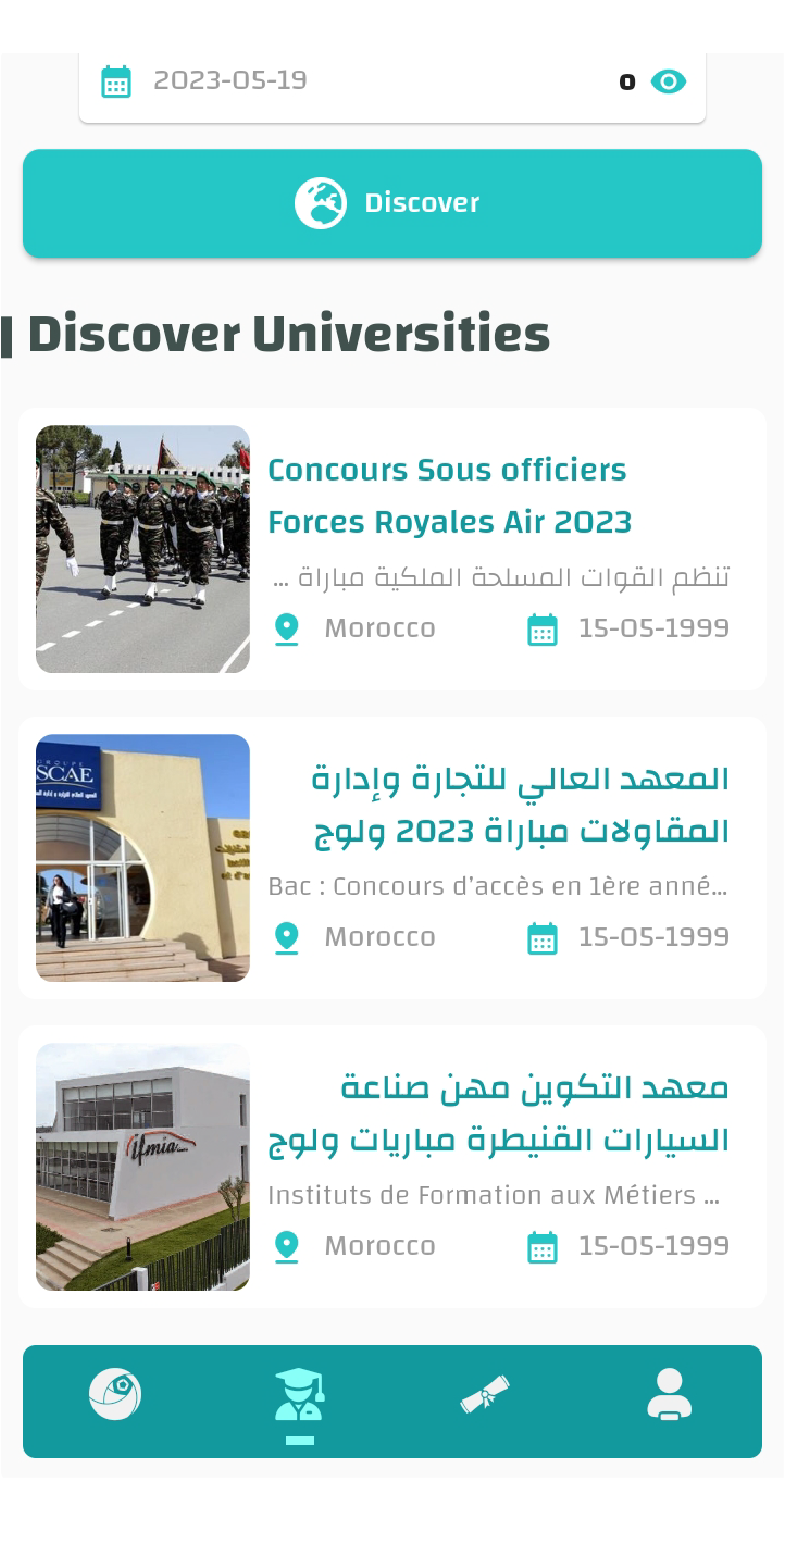 2023-05-19
0
Discover
Discover Universities
Concours Sous officiers
Forces Royales Air 2023
تنظم القوات المسلحة الملكية مباراة ...
Morocco
15-05-1999
GROUPE
SCAE
المعهد العالي للتجارة وإدارة
المقاولات مباراة 2023 ولوج
Bac : Concours d'accès en 1ère anné...
Morocco
15-05-1999
ifmia
معهد التكوين مهن صناعة
السيارات القنيطرة مباريات ولوج
Instituts de Formation aux Métiers ...
Morocco
15-05-1999